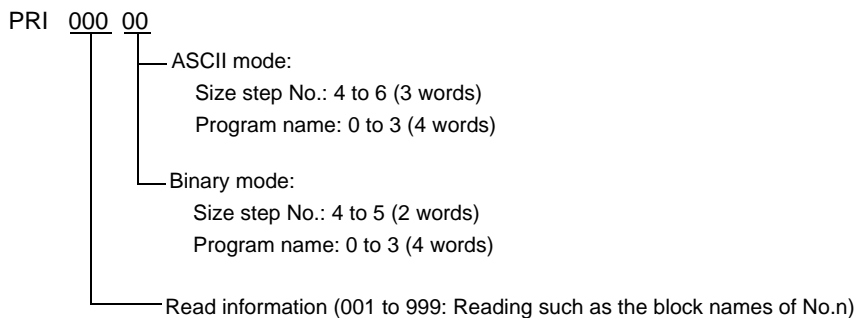 PRI 000 00
ASCII mode:
Size step No.: 4 to 6 (3 words)
Program name: 0 to 3 (4 words)
Binary mode:
Size step No.: 4 to 5 (2 words)
Program name: 0 to 3 (4 words)
Read information (001 to 999: Reading such as the block names of No.n)